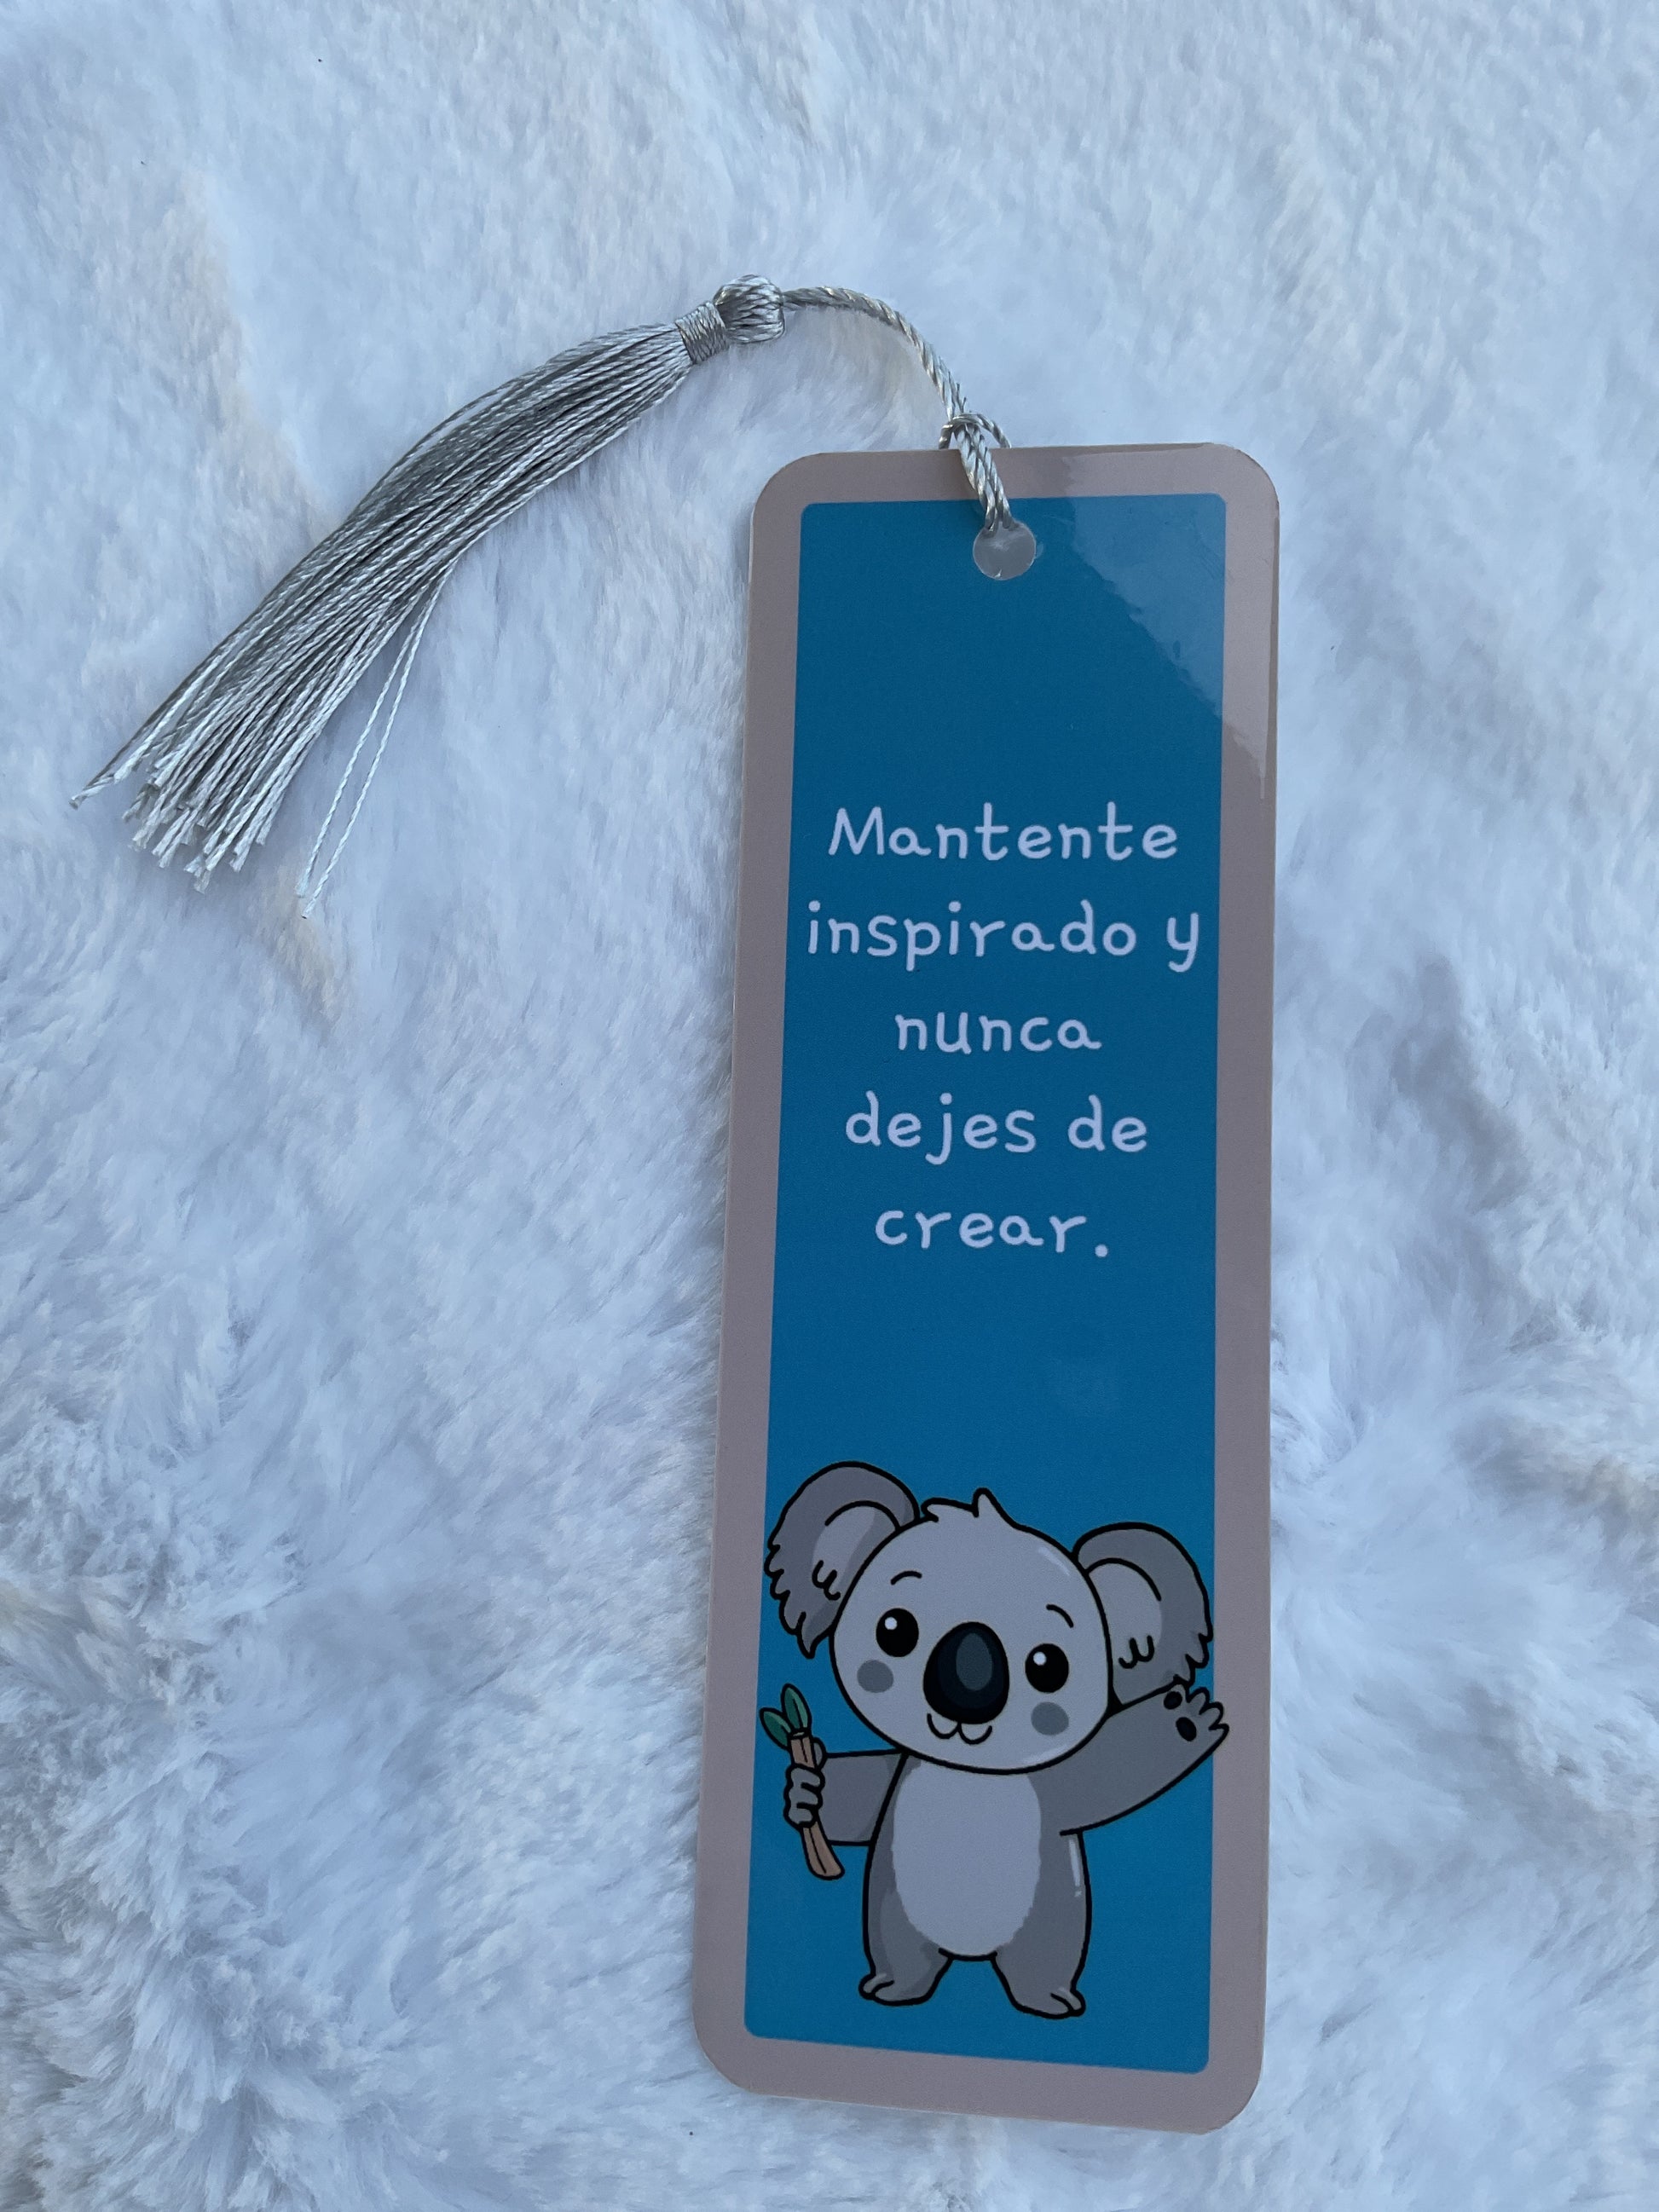 Mantente
inspirado y
nunca
dejes de
crear.